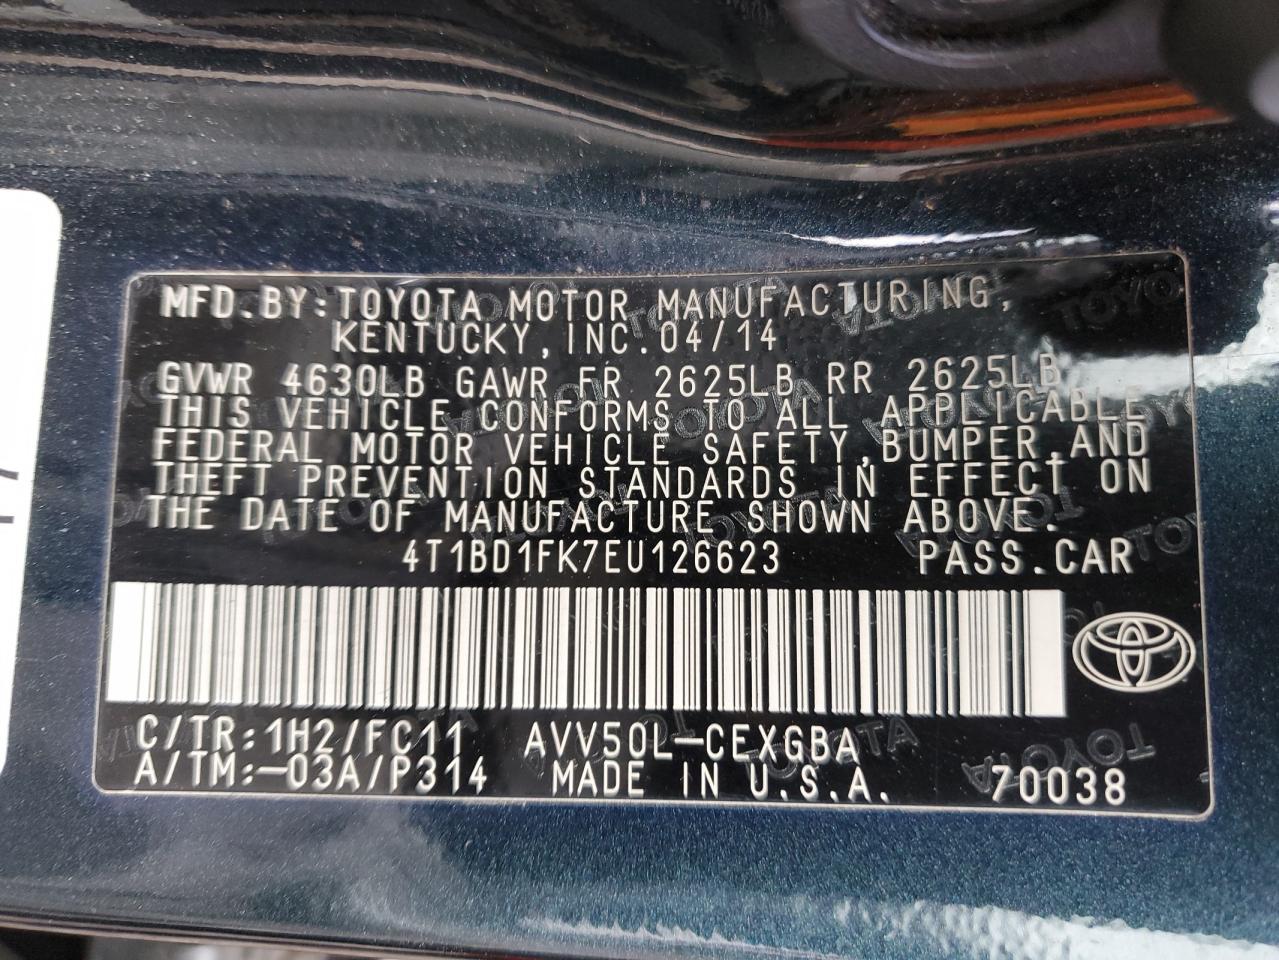 MFD.BY:TOYOTA MOTOR MANUFACTURING,
KENTUCKY,INC.04/14
GVWR 4630LB GAWR FR 2625LB RR 2625LB
THIS VEHICLE CONFORMS TO ALL APPLICABLE
FEDERAL MOTOR VEHICLE SAFETY,BUMPER,AND
THEFT PREVENTION STANDARDS IN EFFECT ON
THE DATE OF MANUFACTURE SHOWN ABOVE.
4T1BD1FK7EU126623 PASS.CAR
C/TR:1H2/FC11 AVV50L-CEXGBA
A/TM:-03A/P314 MADE IN U.S.A. 70038